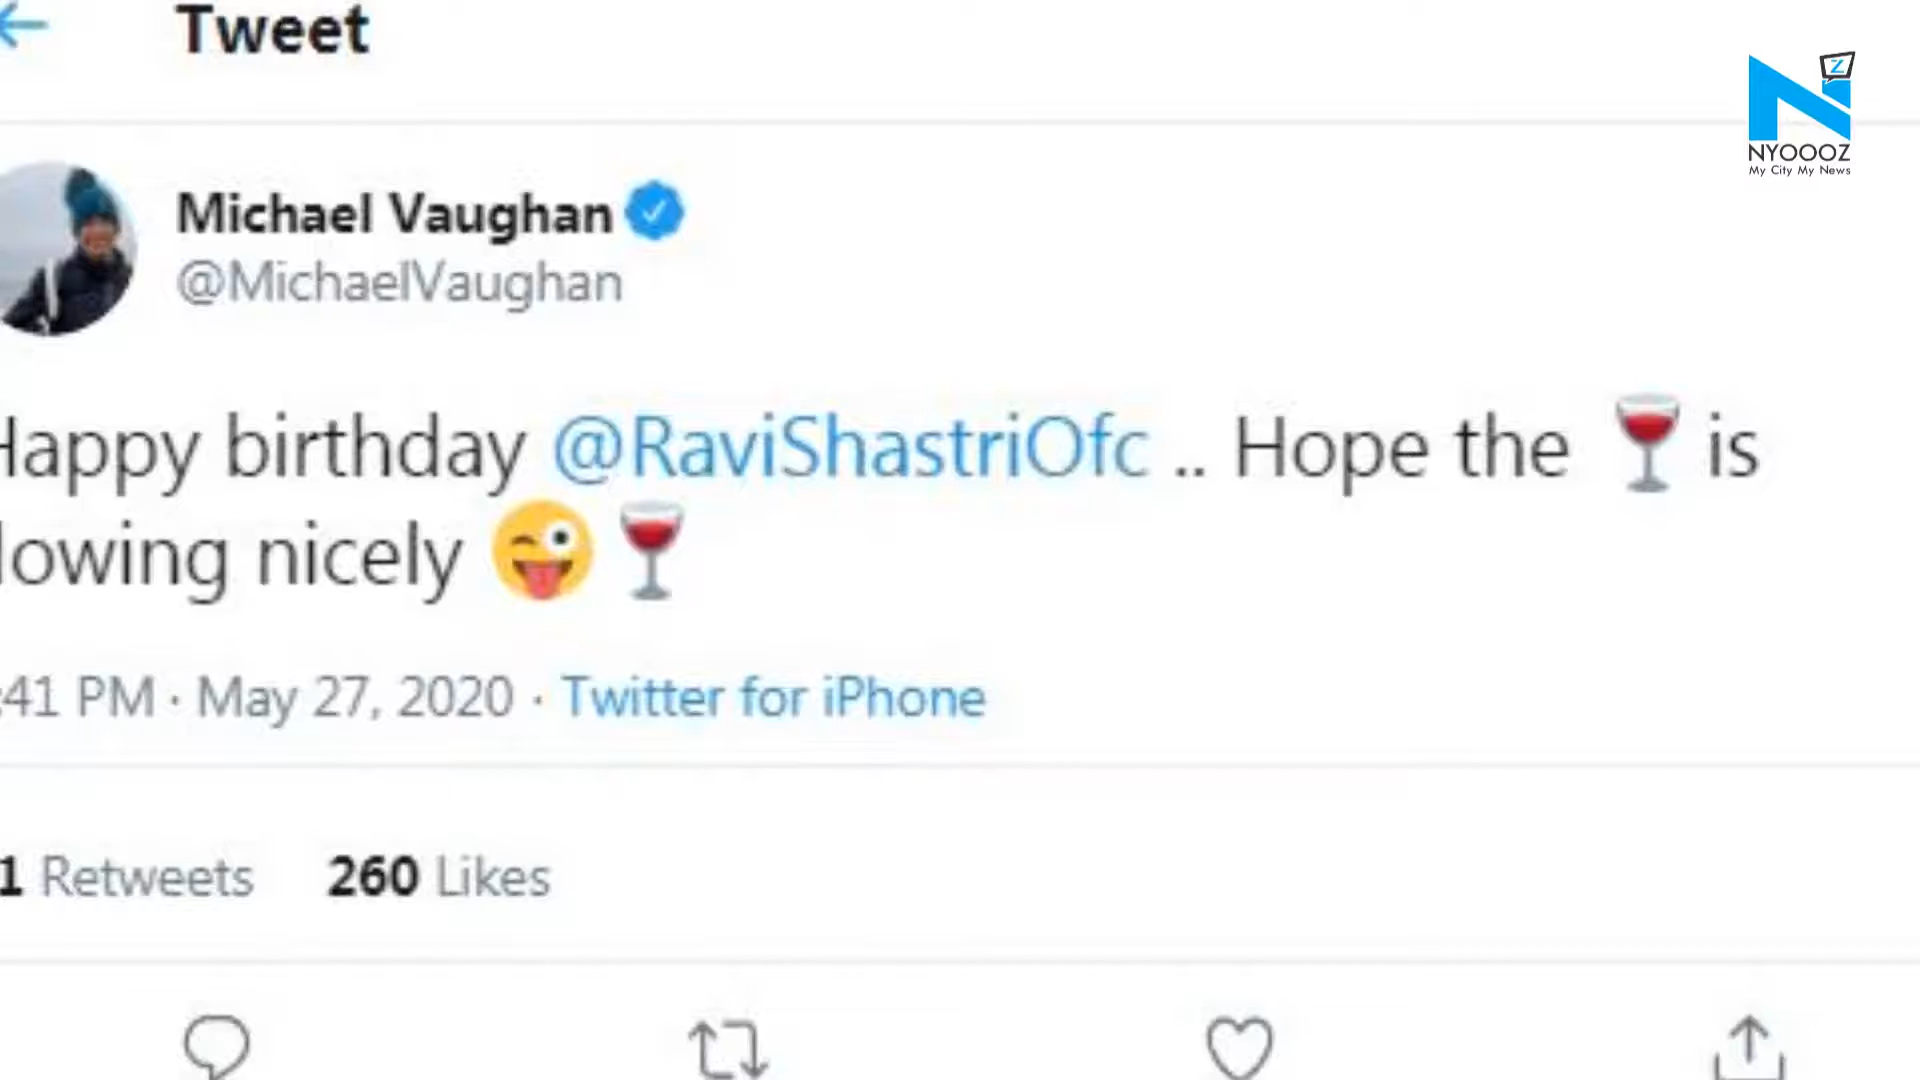 Tweet
NYOOOZ
My City My News
Michael Vaughan
@MichaelVaughan
Happy birthday @RaviShastriOfc .. Hope the 🍷 is
lowing nicely 😜 🍷
:41 PM · May 27, 2020 · Twitter for iPhone
1 Retweets 260 Likes